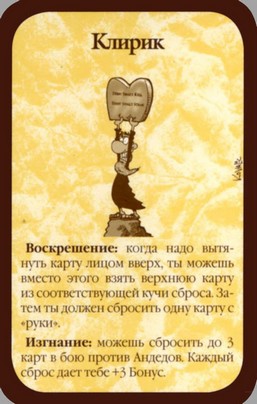 Клирик
Воскрешение: когда надо вытя-
нуть карту лицом вверх, ты можешь
вместо этого взять верхнюю карту
из соответствующей кучи сброса. За-
тем ты должен сбросить одну карту с
«руки».
Изгнание: можешь сбросить до 3
карт в бою против Андедов. Каждый
сброс дает тебе +3 Бонус.